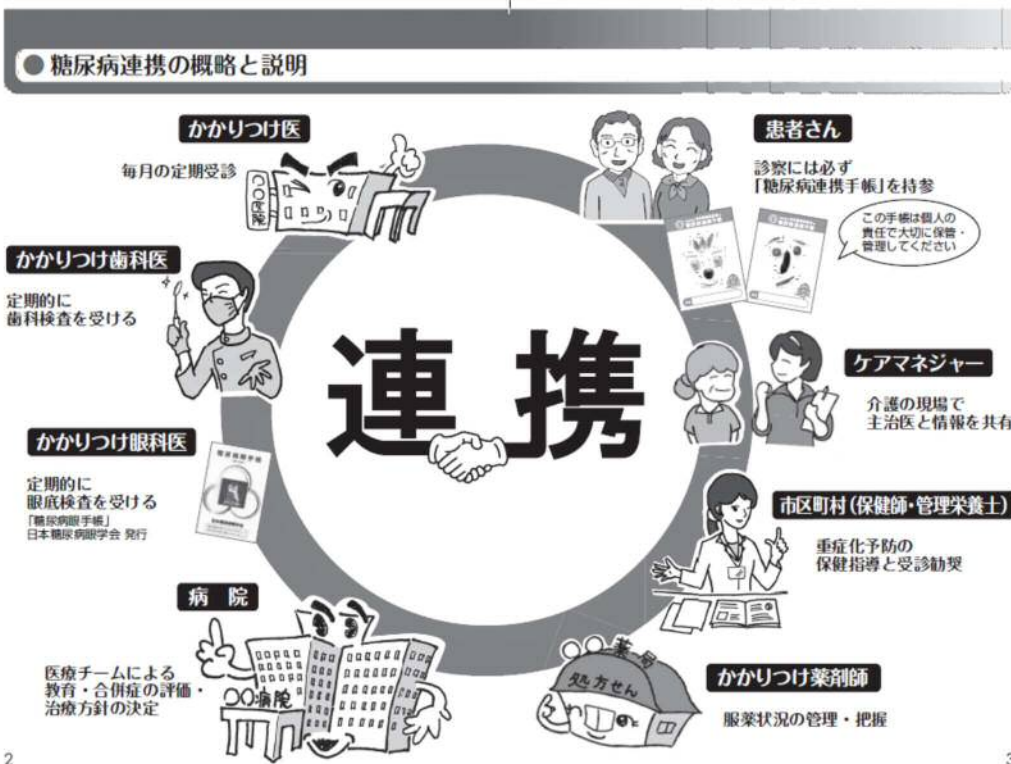 ● 糖尿病連携の概略と説明
かかりつけ医
毎月の定期受診
〇〇医院
患者さん
診察には必ず
「糖尿病連携手帳」を持参
この手帳は個人の
責任で大切に保管・
管理してください
かかりつけ歯科医
定期的に
歯科検査を受ける
連携
ケアマネジャー
介護の現場で
主治医と情報を共有
かかりつけ眼科医
定期的に
眼底検査を受ける
「糖尿病眼手帳」
日本糖尿病眼学会 発行
糖尿病眼手帳
市区町村(保健師・管理栄養士)
重症化予防の
保健指導と受診勧奨
病 院
医療チームによる
教育・合併症の評価・
治療方針の決定
〇〇病院
薬局
処方せん
かかりつけ薬剤師
服薬状況の管理・把握
2
3